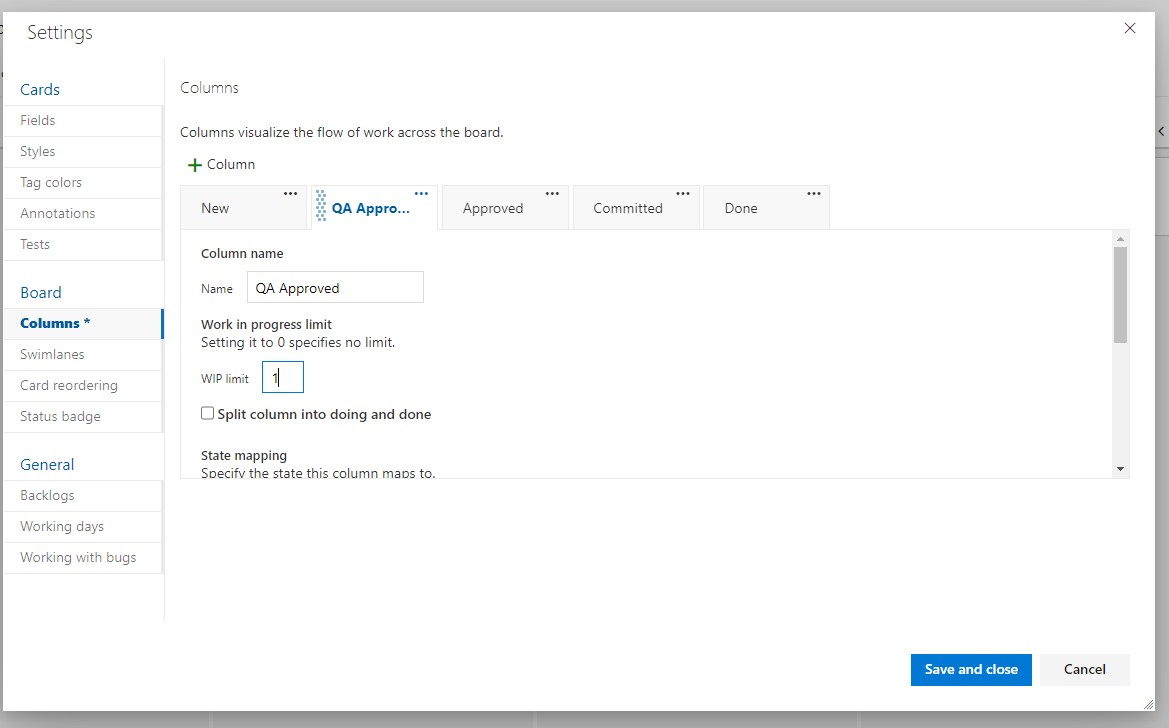 Settings
Cards
Fields
Styles
Tag colors
Annotations
Tests
Board
Columns *
Swimlanes
Card reordering
Status badge
General
Backlogs
Working days
Working with bugs
Columns
Columns visualize the flow of work across the board.
+ Column
New ...
QA Appro... ...
Approved ...
Committed ...
Done ...
Column name
Name QA Approved
Work in progress limit
Setting it to 0 specifies no limit.
WIP limit 1
Split column into doing and done
State mapping
Specify the state this column maps to.
Save and close Cancel